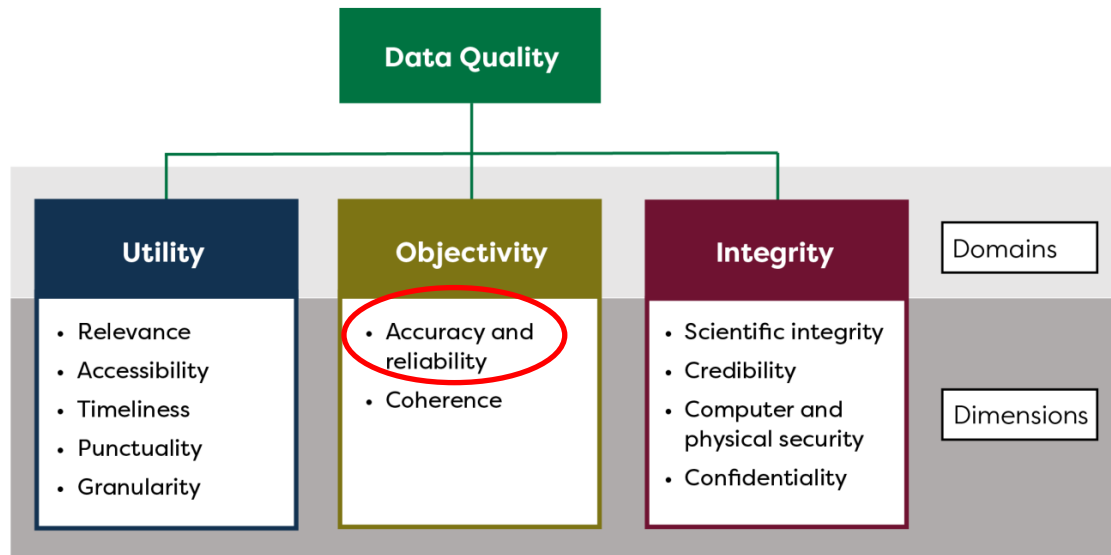 Data Quality
Utility
Objectivity
Integrity
Domains
• Relevance
• Accessibility
• Timeliness
• Punctuality
• Granularity
• Accuracy and
reliability
• Coherence
• Scientific integrity
• Credibility
• Computer and
physical security
• Confidentiality
Dimensions